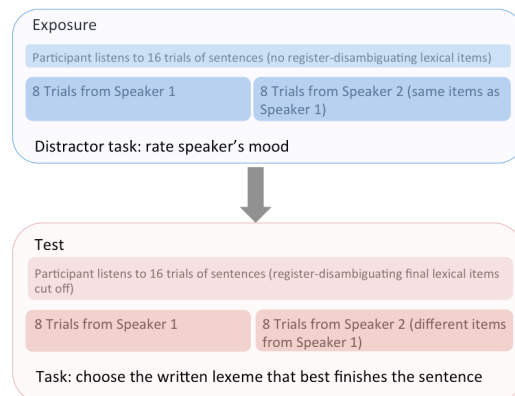 Exposure
Participant listens to 16 trials of sentences (no register-disambiguating lexical items)
8 Trials from Speaker 1
8 Trials from Speaker 2 (same items as
Speaker 1)
Distractor task: rate speaker's mood
Test
Participant listens to 16 trials of sentences (register-disambiguating final lexical items
cut off)
8 Trials from Speaker 1
8 Trials from Speaker 2 (different items
from Speaker 1)
Task: choose the written lexeme that best finishes the sentence